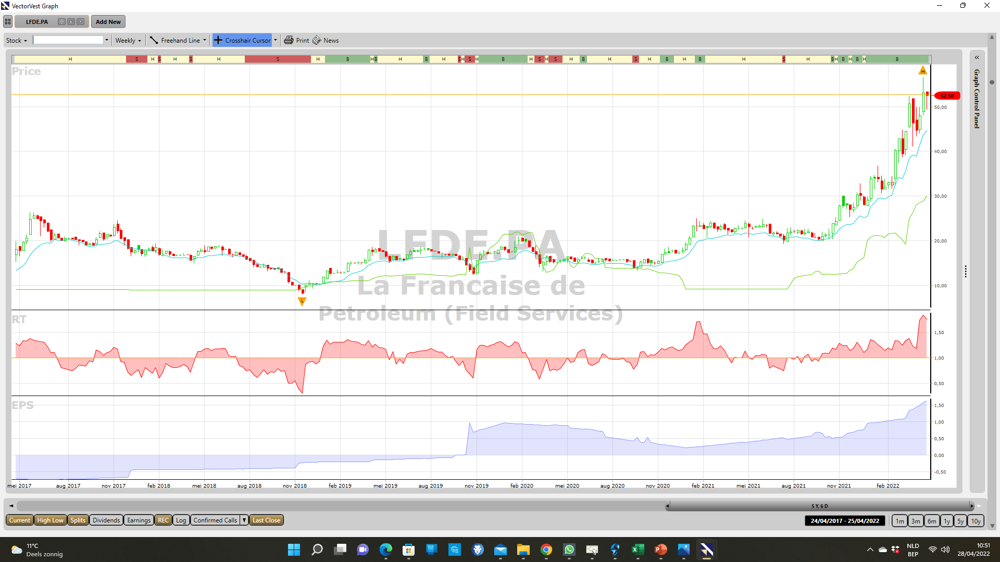 VectorVest Graph
LFDE.PA Add New
Stock Weekly Freehand Line Crosshair Cursor Print News
H S H S H S H S H B H B H B H S H S H B H S H S H B S H B H B H S H B H B H B H B
Price
H
52,50
50,00
40,00
30,00
20,00
10,00
LFDE.PA
La Francaise de
Petroleum (Field Services)
L
RT
1,50
1,00
0,50
EPS
1,50
1,00
0,50
0,00
-0,50
mei 2017 aug 2017 nov 2017 feb 2018 mei 2018 aug 2018 nov 2018 feb 2019 mei 2019 aug 2019 nov 2019 feb 2020 mei 2020 aug 2020 nov 2020 feb 2021 mei 2021 aug 2021 nov 2021 feb 2022
« Graph Control Panel
5 Y, 6 D
Current High Low Splits Dividends Earnings REC Log Confirmed Calls Last Close 24/04/2017 - 25/04/2022 1m 3m 6m 1y 5y 10y
11°C
Deels zonnig
NLD
BEP
10:51
28/04/2022